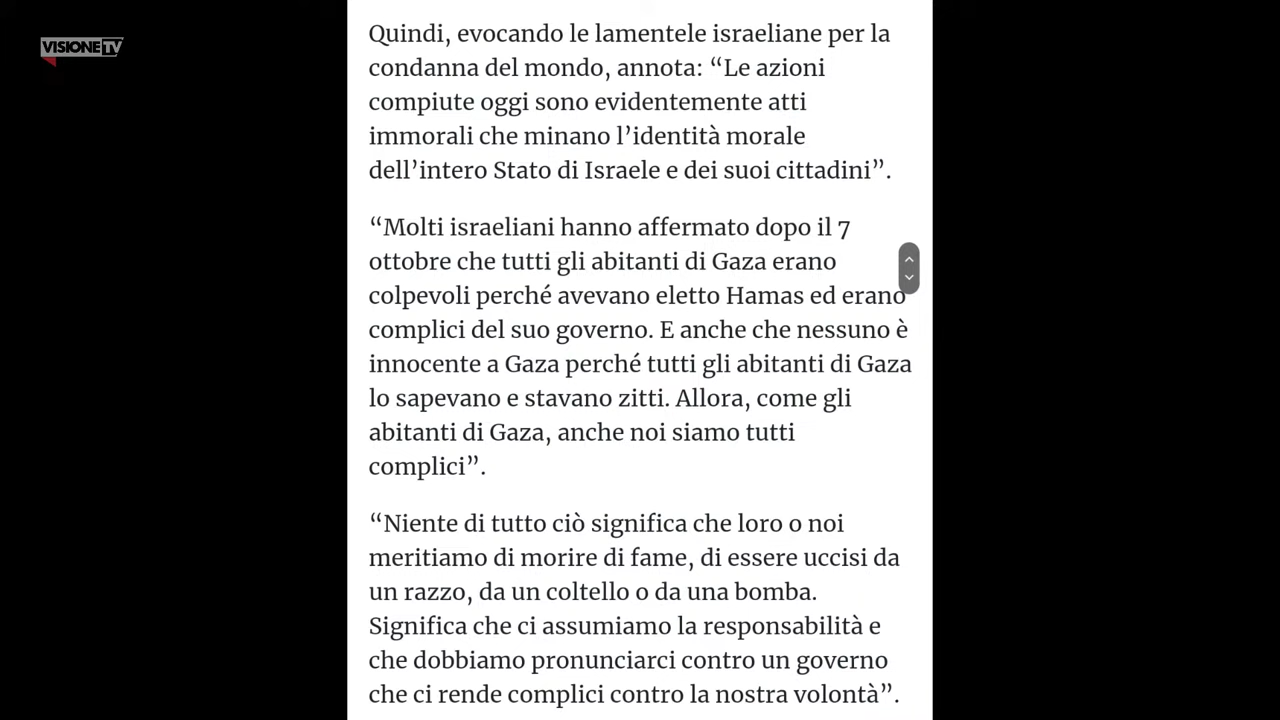 VISIONETV
Quindi, evocando le lamentele israeliane per la
condanna del mondo, annota: “Le azioni
compiute oggi sono evidentemente atti
immorali che minano l’identità morale
dell’intero Stato di Israele e dei suoi cittadini”.
“Molti israeliani hanno affermato dopo il 7
ottobre che tutti gli abitanti di Gaza erano
colpevoli perché avevano eletto Hamas ed erano
complici del suo governo. E anche che nessuno è
innocente a Gaza perché tutti gli abitanti di Gaza
lo sapevano e stavano zitti. Allora, come gli
abitanti di Gaza, anche noi siamo tutti
complici”.
“Niente di tutto ciò significa che loro o noi
meritiamo di morire di fame, di essere uccisi da
un razzo, da un coltello o da una bomba.
Significa che ci assumiamo la responsabilità e
che dobbiamo pronunciarci contro un governo
che ci rende complici contro la nostra volontà”.